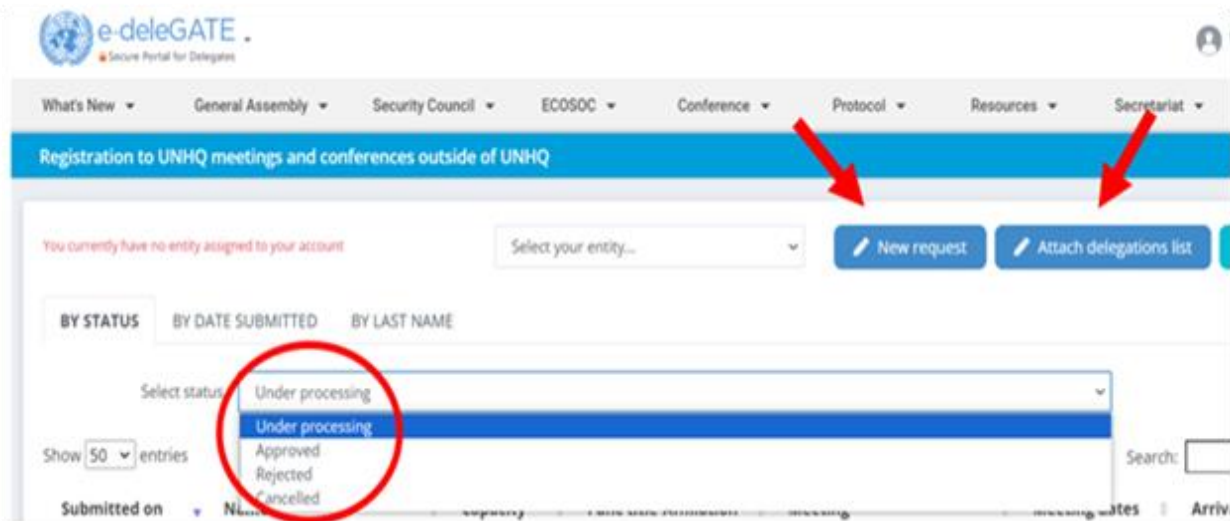 e-deleGATE .
Secure Portal for Delegates
What's New General Assembly Security Council ECOSOC Conference Protocol Resources Secretariat
Registration to UNHQ meetings and conferences outside of UNHQ
You currently have no entity assigned to your account Select your entity... New request Attach delegations list
BY STATUS BY DATE SUBMITTED BY LAST NAME
Select status Under processing
Under processing
Approved
Show 50 entries Search:
Rejected
Cancelled
Submitted on Meeting